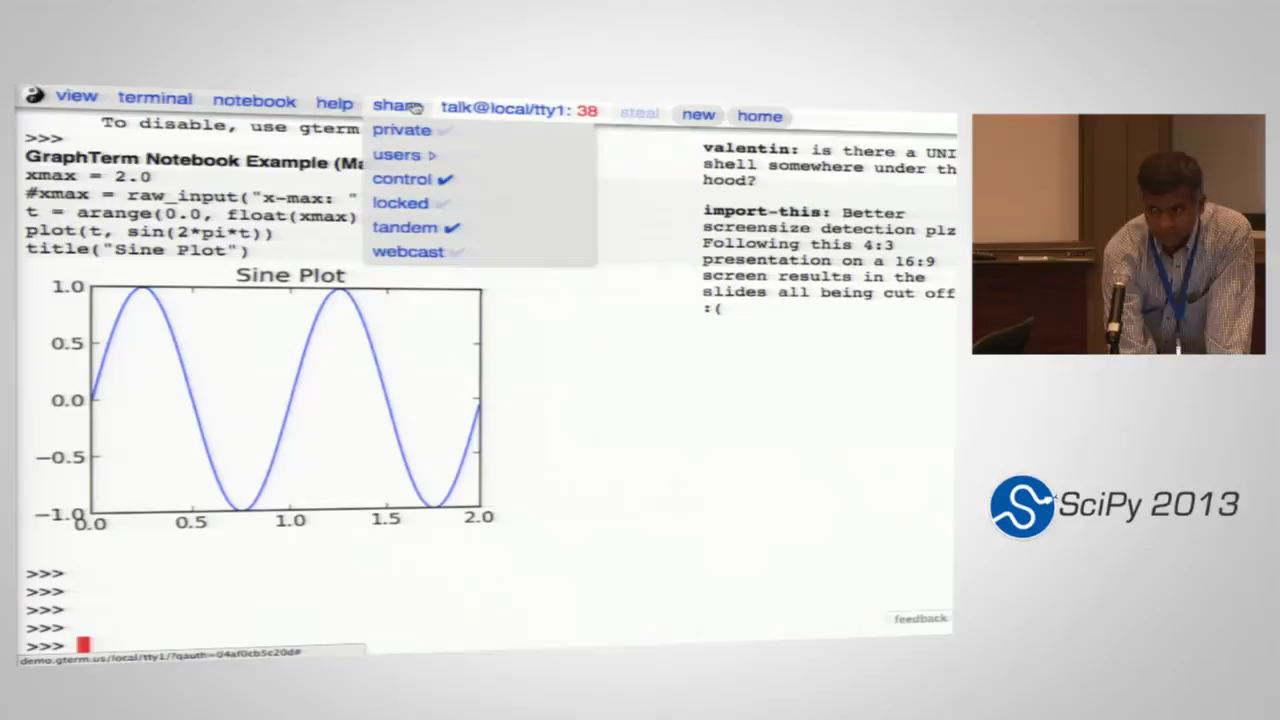 view terminal notebook help share talk@local/tty1: 38 steal new home
To disable, use gterm
>>>
GraphTerm Notebook Example (Ma
xmax = 2.0
#xmax = raw_input("x-max: "
t = arange(0.0, float(xmax)
plot(t, sin(2*pi*t))
title("Sine Plot")
private
users
control
locked
tandem
webcast
valentin: is there a UNI
shell somewhere under th
hood?
import-this: Better
screensize detection plz
Following this 4:3
presentation on a 16:9
screen results in the
slides all being cut off
:(
Sine Plot
1.0
0.5
0.0
−0.5
−1.0
0.0 0.5 1.0 1.5 2.0
>>>
>>>
>>>
>>>
>>>
feedback
demo.gterm.us/local/tty1/?qauth=04af0cb5c20d#
SciPy 2013